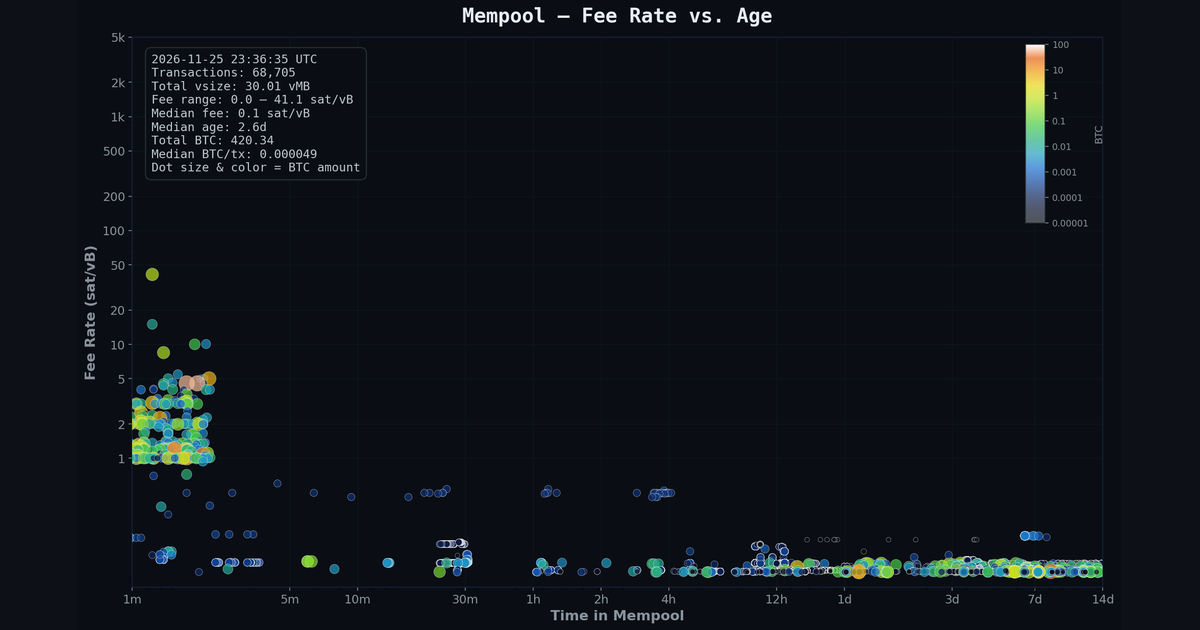 Mempool — Fee Rate vs. Age
2026-11-25 23:36:35 UTC
Transactions: 68,705
Total vsize: 30.01 vMB
Fee range: 0.0 – 41.1 sat/vB
Median fee: 0.1 sat/vB
Median age: 2.6d
Total BTC: 420.34
Median BTC/tx: 0.000049
Dot size & color = BTC amount
5k
2k
1k
500
200
100
50
20
10
5
2
1
Fee Rate (sat/vB)
100
10
1
0.1
0.01
0.001
0.0001
0.00001
BTC
1m 5m 10m 30m 1h 2h 4h 12h 1d 3d 7d 14d
Time in Mempool